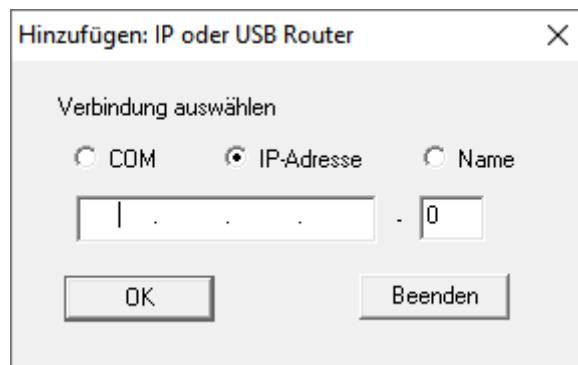 Hinzufügen: IP oder USB Router
Verbindung auswählen
COM IP-Adresse Name
. . . - 0
OK Beenden